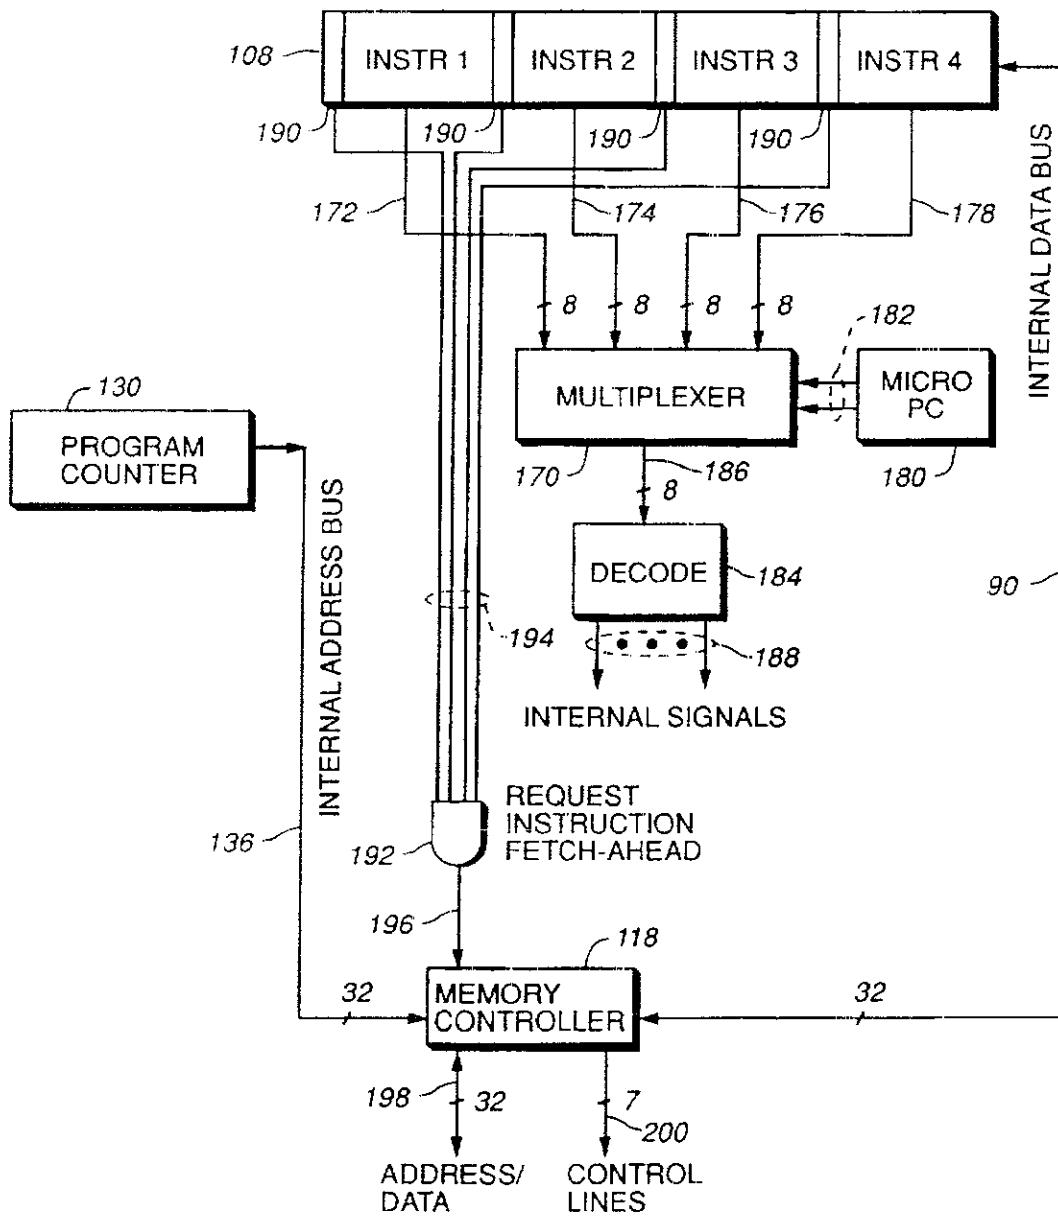 108
INSTR 1
INSTR 2
INSTR 3
INSTR 4
190
190
190
190
172
174
176
178
INTERNAL DATA BUS
8
8
8
8
182
MULTIPLEXER
MICRO
PC
130
PROGRAM
COUNTER
170
186
180
8
INTERNAL ADDRESS BUS
DECODE
184
90
194
188
INTERNAL SIGNALS
REQUEST
INSTRUCTION
FETCH-AHEAD
136
192
196
118
32
MEMORY
CONTROLLER
32
198
32
7
200
ADDRESS/
DATA
CONTROL
LINES